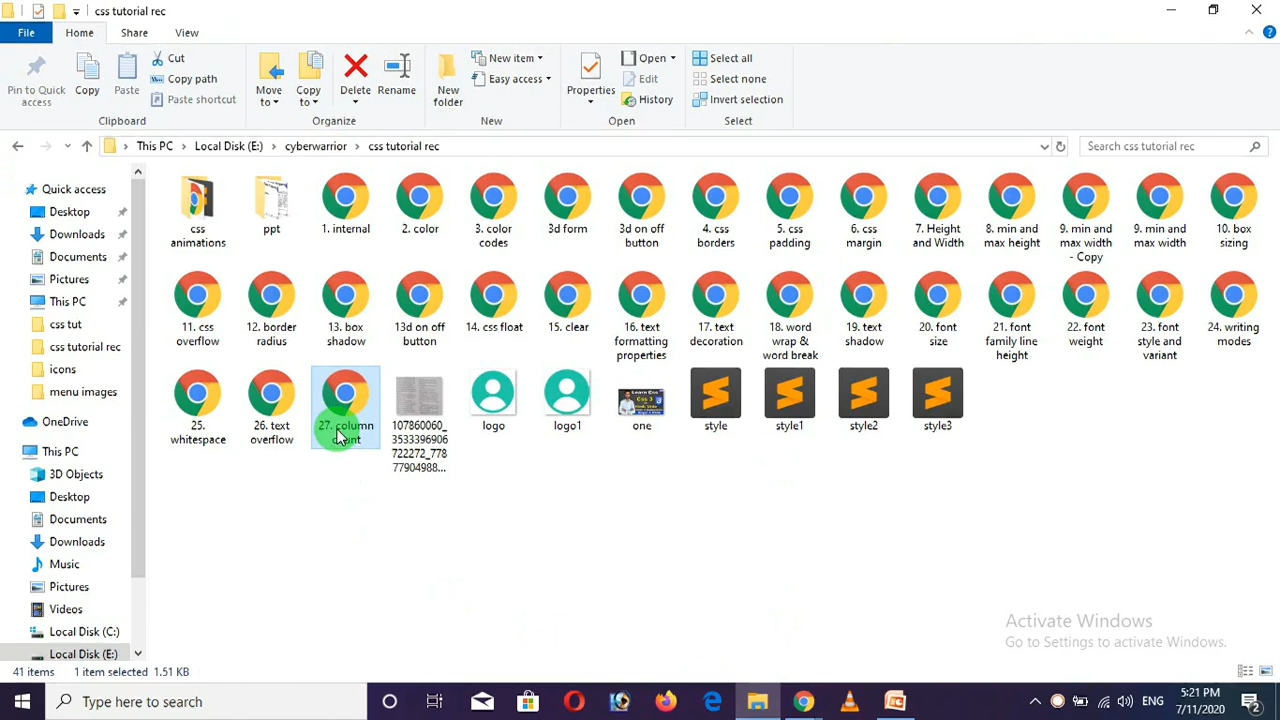 css tutorial rec
File Home Share View
Pin to Quick access
Copy
Paste
Cut
Copy path
Paste shortcut
Clipboard
Move to
Copy to
Delete
Rename
Organize
New folder
New item
Easy access
New
Properties
Open
Edit
History
Open
Select all
Select none
Invert selection
Select
This PC > Local Disk (E:) > cyberwarrior > css tutorial rec
Search css tutorial rec
Quick access
Desktop
Downloads
Documents
Pictures
This PC
css tut
css tutorial rec
icons
menu images
OneDrive
This PC
3D Objects
Desktop
Documents
Downloads
Music
Pictures
Videos
Local Disk (C:)
Local Disk (E:)
css animations
ppt
1. internal
2. color
3. color codes
3d form
3d on off button
4. css borders
5. css padding
6. css margin
7. Height and Width
8. min and max height
9. min and max width - Copy
9. min and max width
10. box sizing
11. css overflow
12. border radius
13. box shadow
13d on off button
14. css float
15. clear
16. text formatting properties
17. text decoration
18. word wrap & word break
19. text shadow
20. font size
21. font family line height
22. font weight
23. font style and variant
24. writing modes
25. whitespace
26. text overflow
27. column count
107860060_3533396906722272_77877904988...
logo
logo1
one
style
style1
style2
style3
Activate Windows
Go to Settings to activate Windows.
41 items 1 item selected 1.51 KB
Type here to search
ENG
5:21 PM
7/11/2020
2